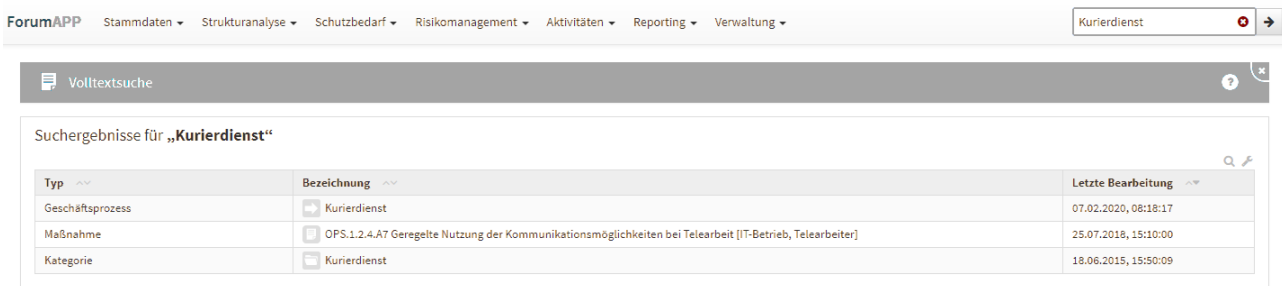 ForumAPP Stammdaten Strukturanalyse Schutzbedarf Risikomanagement Aktivitäten Reporting Verwaltung Kurierdienst
Volltextsuche
Suchergebnisse für „Kurierdienst“
Typ Bezeichnung Letzte Bearbeitung
Geschäftsprozess Kurierdienst 07.02.2020, 08:18:17
Maßnahme OPS.1.2.4.A7 Geregelte Nutzung der Kommunikationsmöglichkeiten bei Telearbeit [IT-Betrieb, Telearbeiter] 25.07.2018, 15:10:00
Kategorie Kurierdienst 18.06.2015, 15:50:09